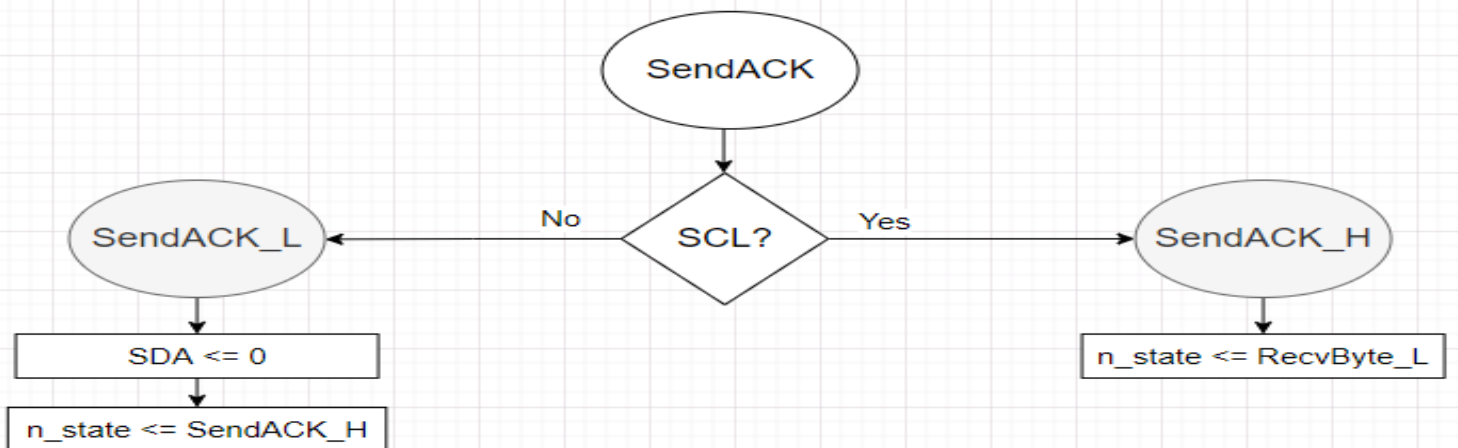 SendACK
No
Yes
SendACK_L
SCL?
SendACK_H
SDA <= 0
n_state <= RecvByte_L
n_state <= SendACK_H